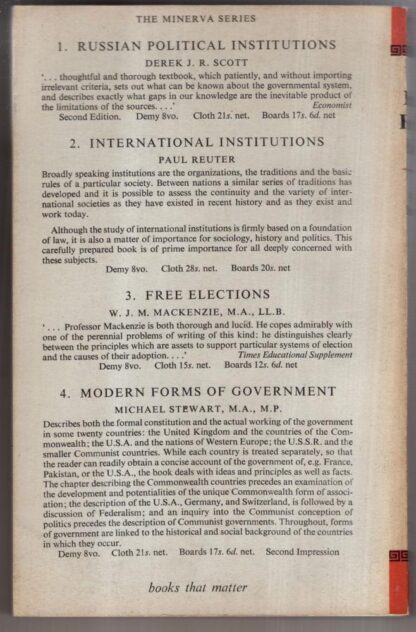 THE MINERVA SERIES
1. RUSSIAN POLITICAL INSTITUTIONS
DEREK J. R. SCOTT
'. . . thoughtful and thorough textbook, which patiently, and without importing
irrelevant criteria, sets out what can be known about the governmental system,
and describes exactly what gaps in our knowledge are the inevitable product of
the limitations of the sources. . . .' Economist
Second Edition. Demy 8vo. Cloth 21s. net. Boards 17s. 6d. net
2. INTERNATIONAL INSTITUTIONS
PAUL REUTER
Broadly speaking institutions are the organizations, the traditions and the basic
rules of a particular society. Between nations a similar series of traditions has
developed and it is possible to assess the continuity and the variety of inter-
national societies as they have existed in recent history and as they exist and
work today.
Although the study of international institutions is firmly based on a foundation
of law, it is also a matter of importance for sociology, history and politics. This
carefully prepared book is of prime importance for all deeply concerned with
these subjects.
Demy 8vo. Cloth 28s. net. Boards 20s. net
3. FREE ELECTIONS
W. J. M. MACKENZIE, M.A., LL.B.
'. . . Professor Mackenzie is both thorough and lucid. He copes admirably with
one of the perennial problems of writing of this kind: he distinguishes clearly
between the principles which are assets to support particular systems of election
and the causes of their adoption. . . .' Times Educational Supplement
Demy 8vo. Cloth 15s. net. Boards 12s. 6d. net
4. MODERN FORMS OF GOVERNMENT
MICHAEL STEWART, M.A., M.P.
Describes both the formal constitution and the actual working of the government
in some twenty countries: the United Kingdom and the countries of the Com-
monwealth; the U.S.A. and the nations of Western Europe; the U.S.S.R. and the
smaller Communist countries. While each country is treated separately, so that
the reader can readily obtain a concise account of the government of, e.g. France,
Pakistan, or the U.S.A., the book deals with ideas and principles as well as facts.
The chapter describing the Commonwealth countries precedes an examination of
the development and potentialities of the unique Commonwealth form of associ-
ation; the description of the U.S.A., Germany, and Switzerland, is followed by a
discussion of Federalism; and an inquiry into the Communist conception of
politics precedes the description of Communist governments. Throughout, forms
of government are linked to the historical and social background of the countries
in which they occur.
Demy 8vo. Cloth 21s. net. Boards 17s. 6d. net. Second Impression
books that matter